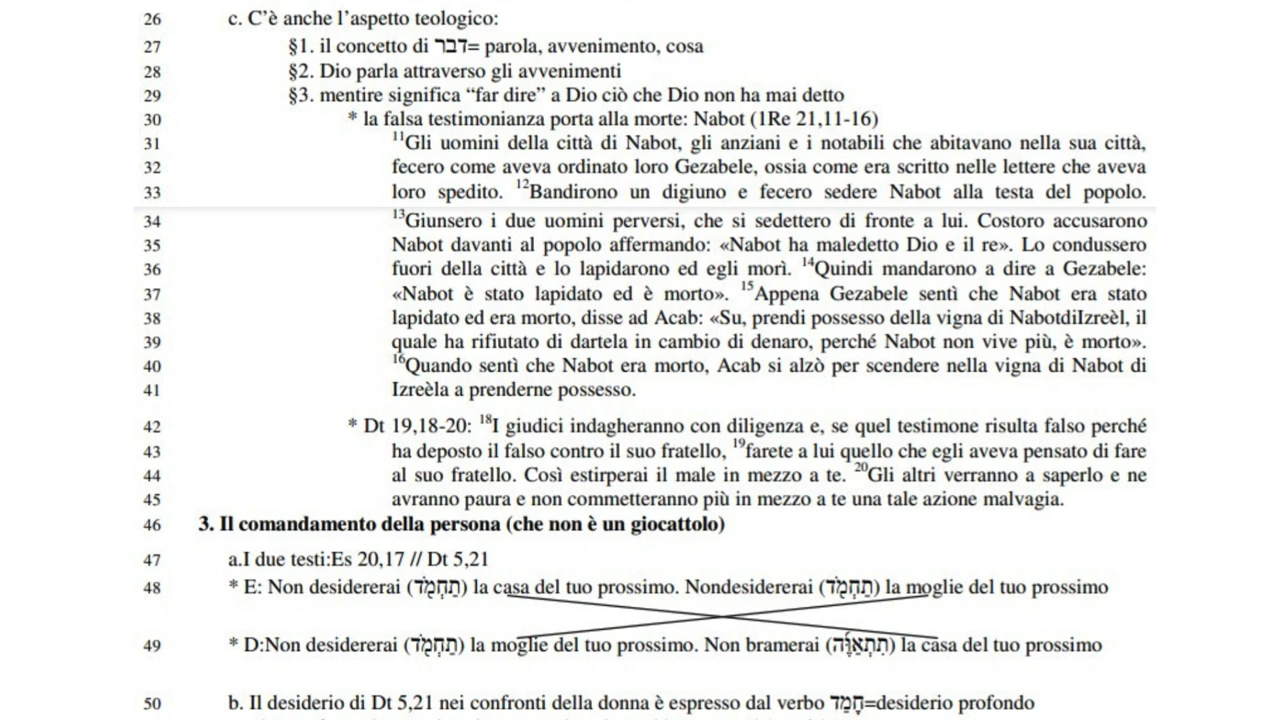 26 c. C'è anche l'aspetto teologico:
27 §1. il concetto di דבר= parola, avvenimento, cosa
28 §2. Dio parla attraverso gli avvenimenti
29 §3. mentire significa “far dire” a Dio ciò che Dio non ha mai detto
30 * la falsa testimonianza porta alla morte: Nabot (1Re 21,11-16)
31 11Gli uomini della città di Nabot, gli anziani e i notabili che abitavano nella sua città,
32 fecero come aveva ordinato loro Gezabele, ossia come era scritto nelle lettere che aveva
33 loro spedito. 12Bandirono un digiuno e fecero sedere Nabot alla testa del popolo.
34 13Giunsero i due uomini perversi, che si sedettero di fronte a lui. Costoro accusarono
35 Nabot davanti al popolo affermando: «Nabot ha maledetto Dio e il re». Lo condussero
36 fuori della città e lo lapidarono ed egli morì. 14Quindi mandarono a dire a Gezabele:
37 «Nabot è stato lapidato ed è morto». 15Appena Gezabele sentì che Nabot era stato
38 lapidato ed era morto, disse ad Acab: «Su, prendi possesso della vigna di NabotdiIzreèl, il
39 quale ha rifiutato di dartela in cambio di denaro, perché Nabot non vive più, è morto».
40 16Quando sentì che Nabot era morto, Acab si alzò per scendere nella vigna di Nabot di
41 Izreèla a prenderne possesso.
42 * Dt 19,18-20: 18I giudici indagheranno con diligenza e, se quel testimone risulta falso perché
43 ha deposto il falso contro il suo fratello, 19farete a lui quello che egli aveva pensato di fare
44 al suo fratello. Così estirperai il male in mezzo a te. 20Gli altri verranno a saperlo e ne
45 avranno paura e non commetteranno più in mezzo a te una tale azione malvagia.
46 3. Il comandamento della persona (che non è un giocattolo)
47 a.I due testi:Es 20,17 // Dt 5,21
48 * E: Non desidererai (תַחְמֹד) la casa del tuo prossimo. Nondesidererai (תַחְמֹד) la moglie del tuo prossimo
49 * D:Non desidererai (תַחְמֹד) la moglie del tuo prossimo. Non bramerai (תִתְאַוֶּה) la casa del tuo prossimo
50 b. Il desiderio di Dt 5,21 nei confronti della donna è espresso dal verbo חָמַד=desiderio profondo